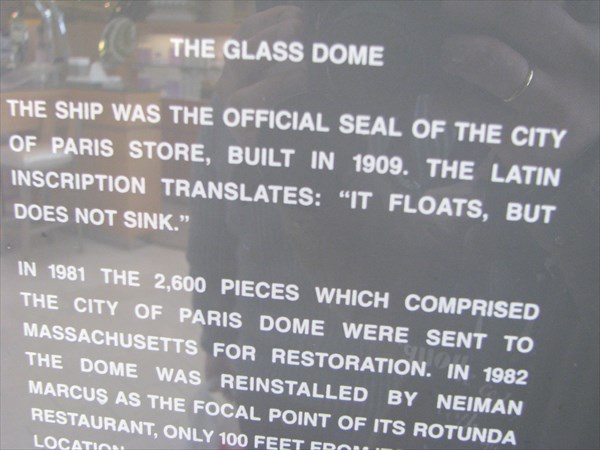 THE GLASS DOME
THE SHIP WAS THE OFFICIAL SEAL OF THE CITY
OF PARIS STORE, BUILT IN 1909. THE LATIN
INSCRIPTION TRANSLATES: “IT FLOATS, BUT
DOES NOT SINK.”
IN 1981 THE 2,600 PIECES WHICH COMPRISED
THE CITY OF PARIS DOME WERE SENT TO
MASSACHUSETTS FOR RESTORATION. IN 1982
THE DOME WAS REINSTALLED BY NEIMAN
MARCUS AS THE FOCAL POINT OF ITS ROTUNDA
RESTAURANT, ONLY 100 FEET FROM ITS
LOCATION